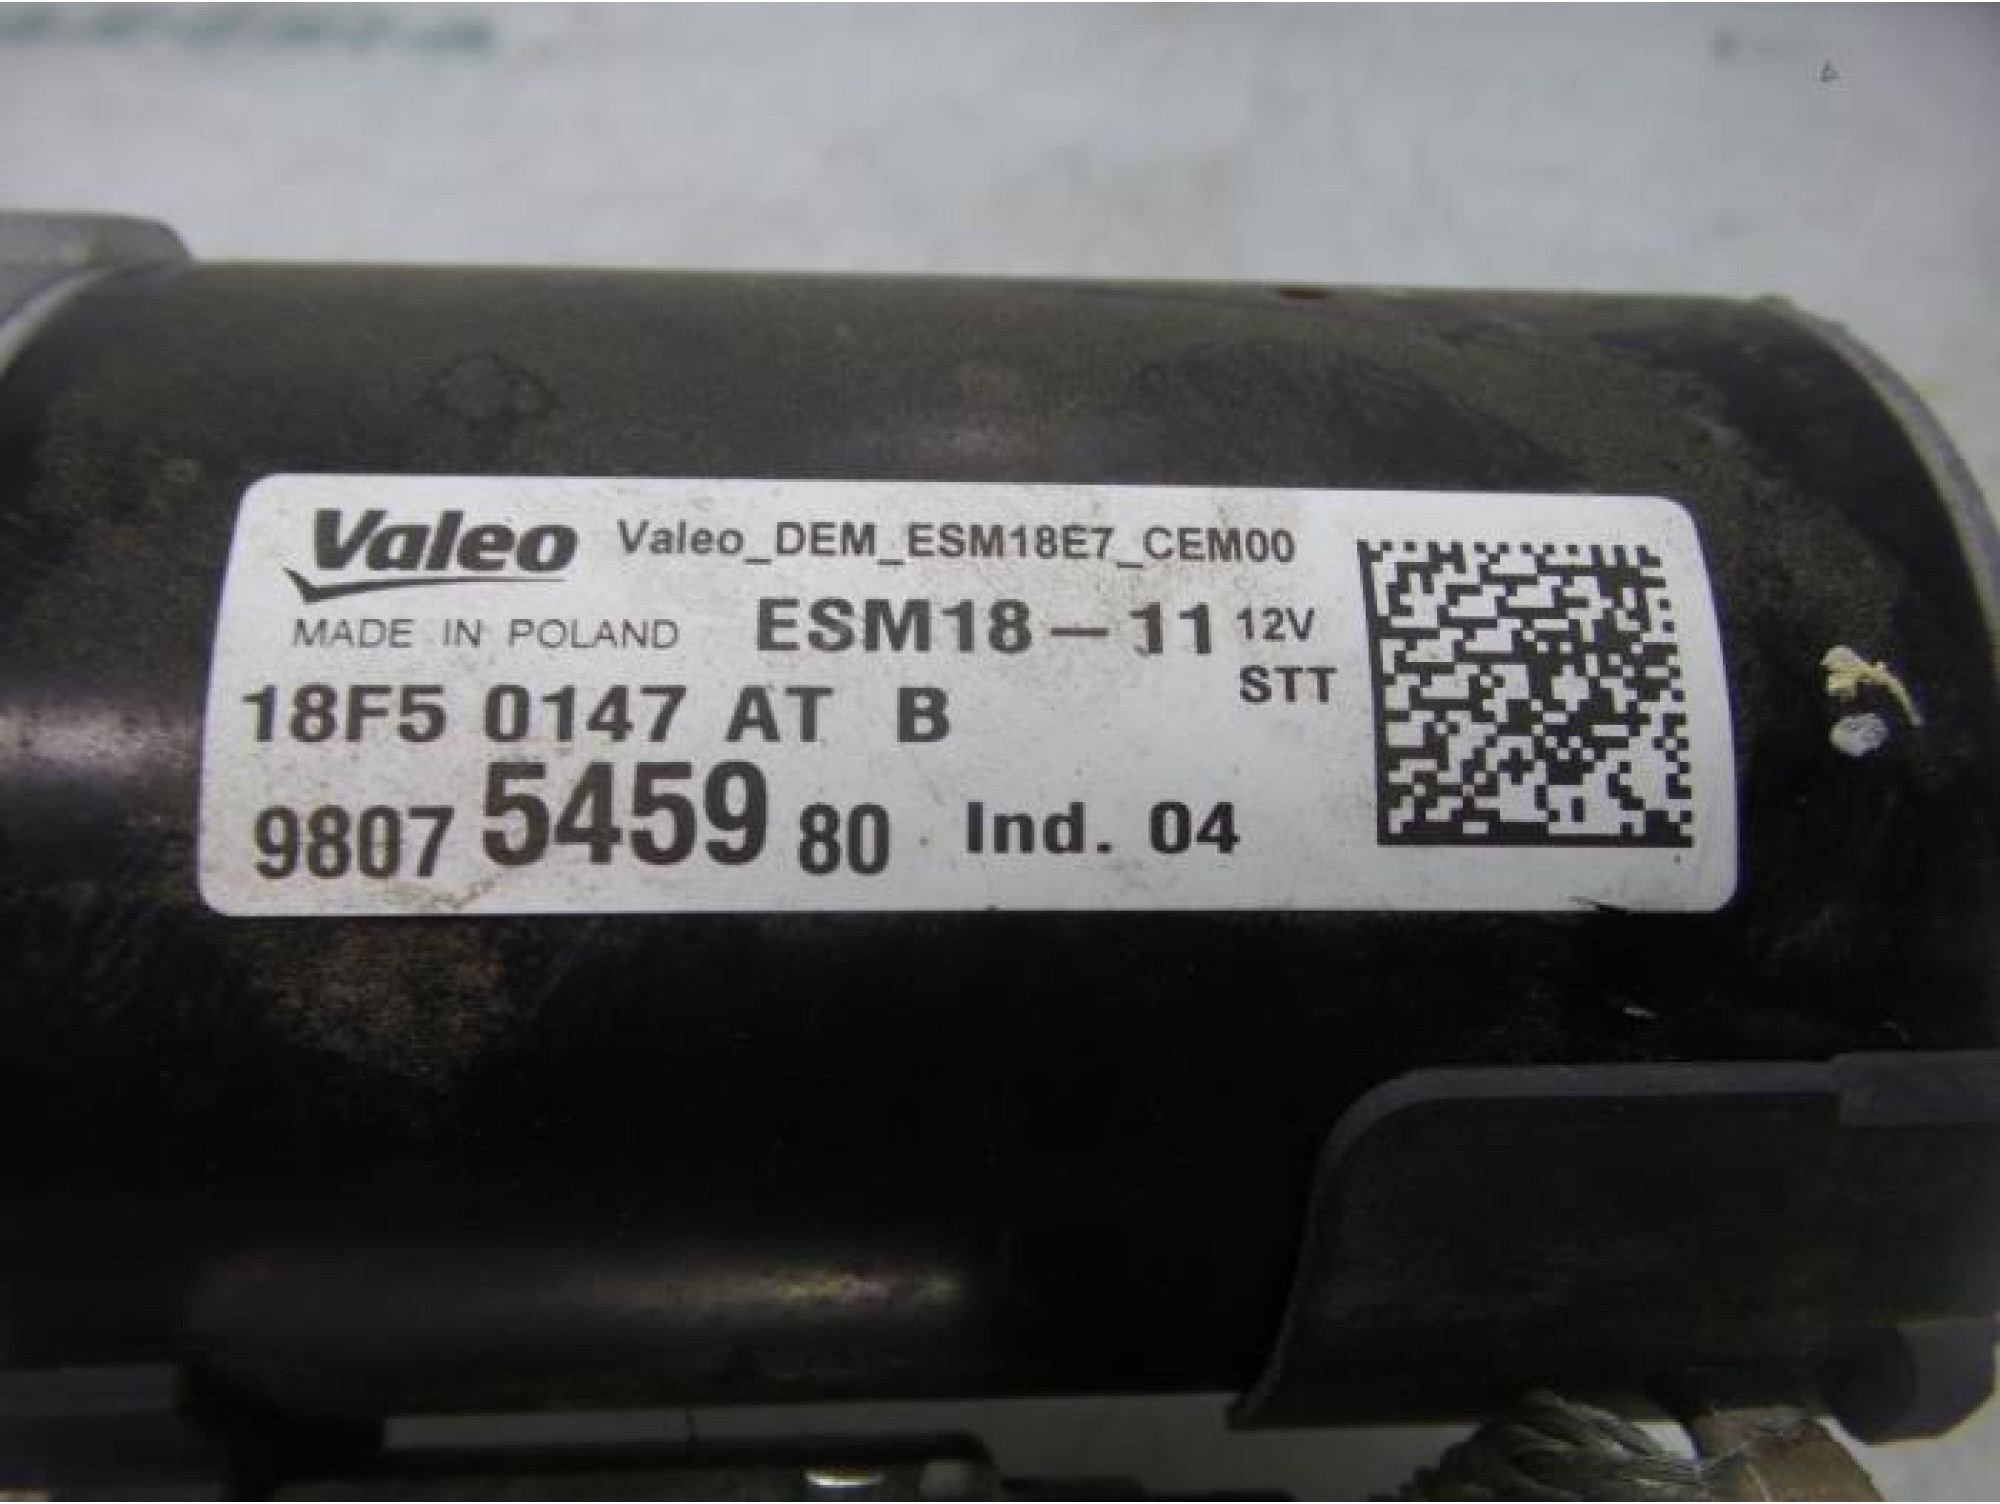 Valeo Valeo_DEM_ESM18E7_CEM00
MADE IN POLAND ESM18-11 12V
STT
18F5 0147 AT B
9807 5459 80 Ind. 04